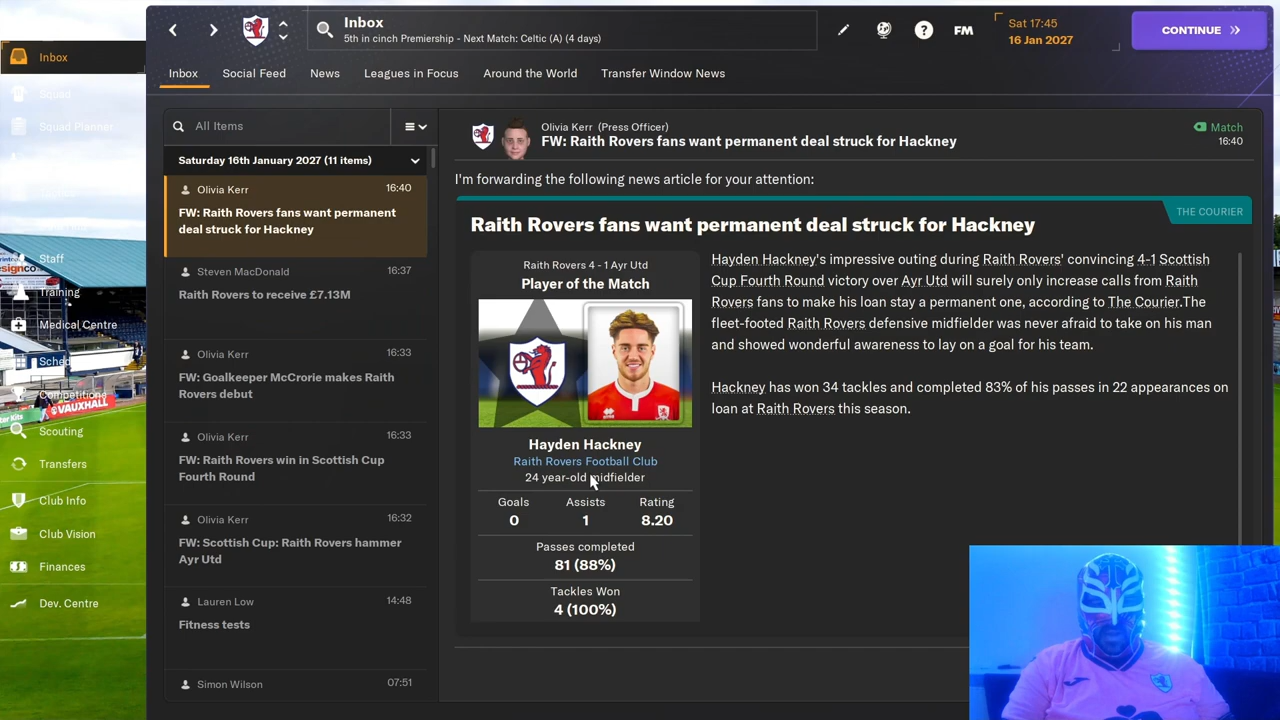 Inbox
5th in cinch Premiership - Next Match: Celtic (A) (4 days)
FM
Sat 17:45
16 Jan 2027
CONTINUE
Inbox
Squad
Squad Planner
Staff
Training
Medical Centre
Sched
Competitions
Scouting
Transfers
Club Info
Club Vision
Finances
Dev. Centre
VAUXHALL
Inbox
Social Feed
News
Leagues in Focus
Around the World
Transfer Window News
All Items
Saturday 16th January 2027 (11 items)
Olivia Kerr
16:40
FW: Raith Rovers fans want permanent
deal struck for Hackney
Steven MacDonald
16:37
Raith Rovers to receive £7.13M
Olivia Kerr
16:33
FW: Goalkeeper McCrorie makes Raith
Rovers debut
Olivia Kerr
16:33
FW: Raith Rovers win in Scottish Cup
Fourth Round
Olivia Kerr
16:32
FW: Scottish Cup: Raith Rovers hammer
Ayr Utd
Lauren Low
14:48
Fitness tests
Simon Wilson
07:51
Olivia Kerr (Press Officer)
FW: Raith Rovers fans want permanent deal struck for Hackney
Match
16:40
I'm forwarding the following news article for your attention:
Raith Rovers fans want permanent deal struck for Hackney
THE COURIER
Raith Rovers 4 - 1 Ayr Utd
Player of the Match
Hayden Hackney
Raith Rovers Football Club
24 year-old midfielder
Goals
Assists
Rating
0
1
8.20
Passes completed
81 (88%)
Tackles Won
4 (100%)
Hayden Hackney's impressive outing during Raith Rovers' convincing 4-1 Scottish
Cup Fourth Round victory over Ayr Utd will surely only increase calls from Raith
Rovers fans to make his loan stay a permanent one, according to The Courier.The
fleet-footed Raith Rovers defensive midfielder was never afraid to take on his man
and showed wonderful awareness to lay on a goal for his team.
Hackney has won 34 tackles and completed 83% of his passes in 22 appearances on
loan at Raith Rovers this season.